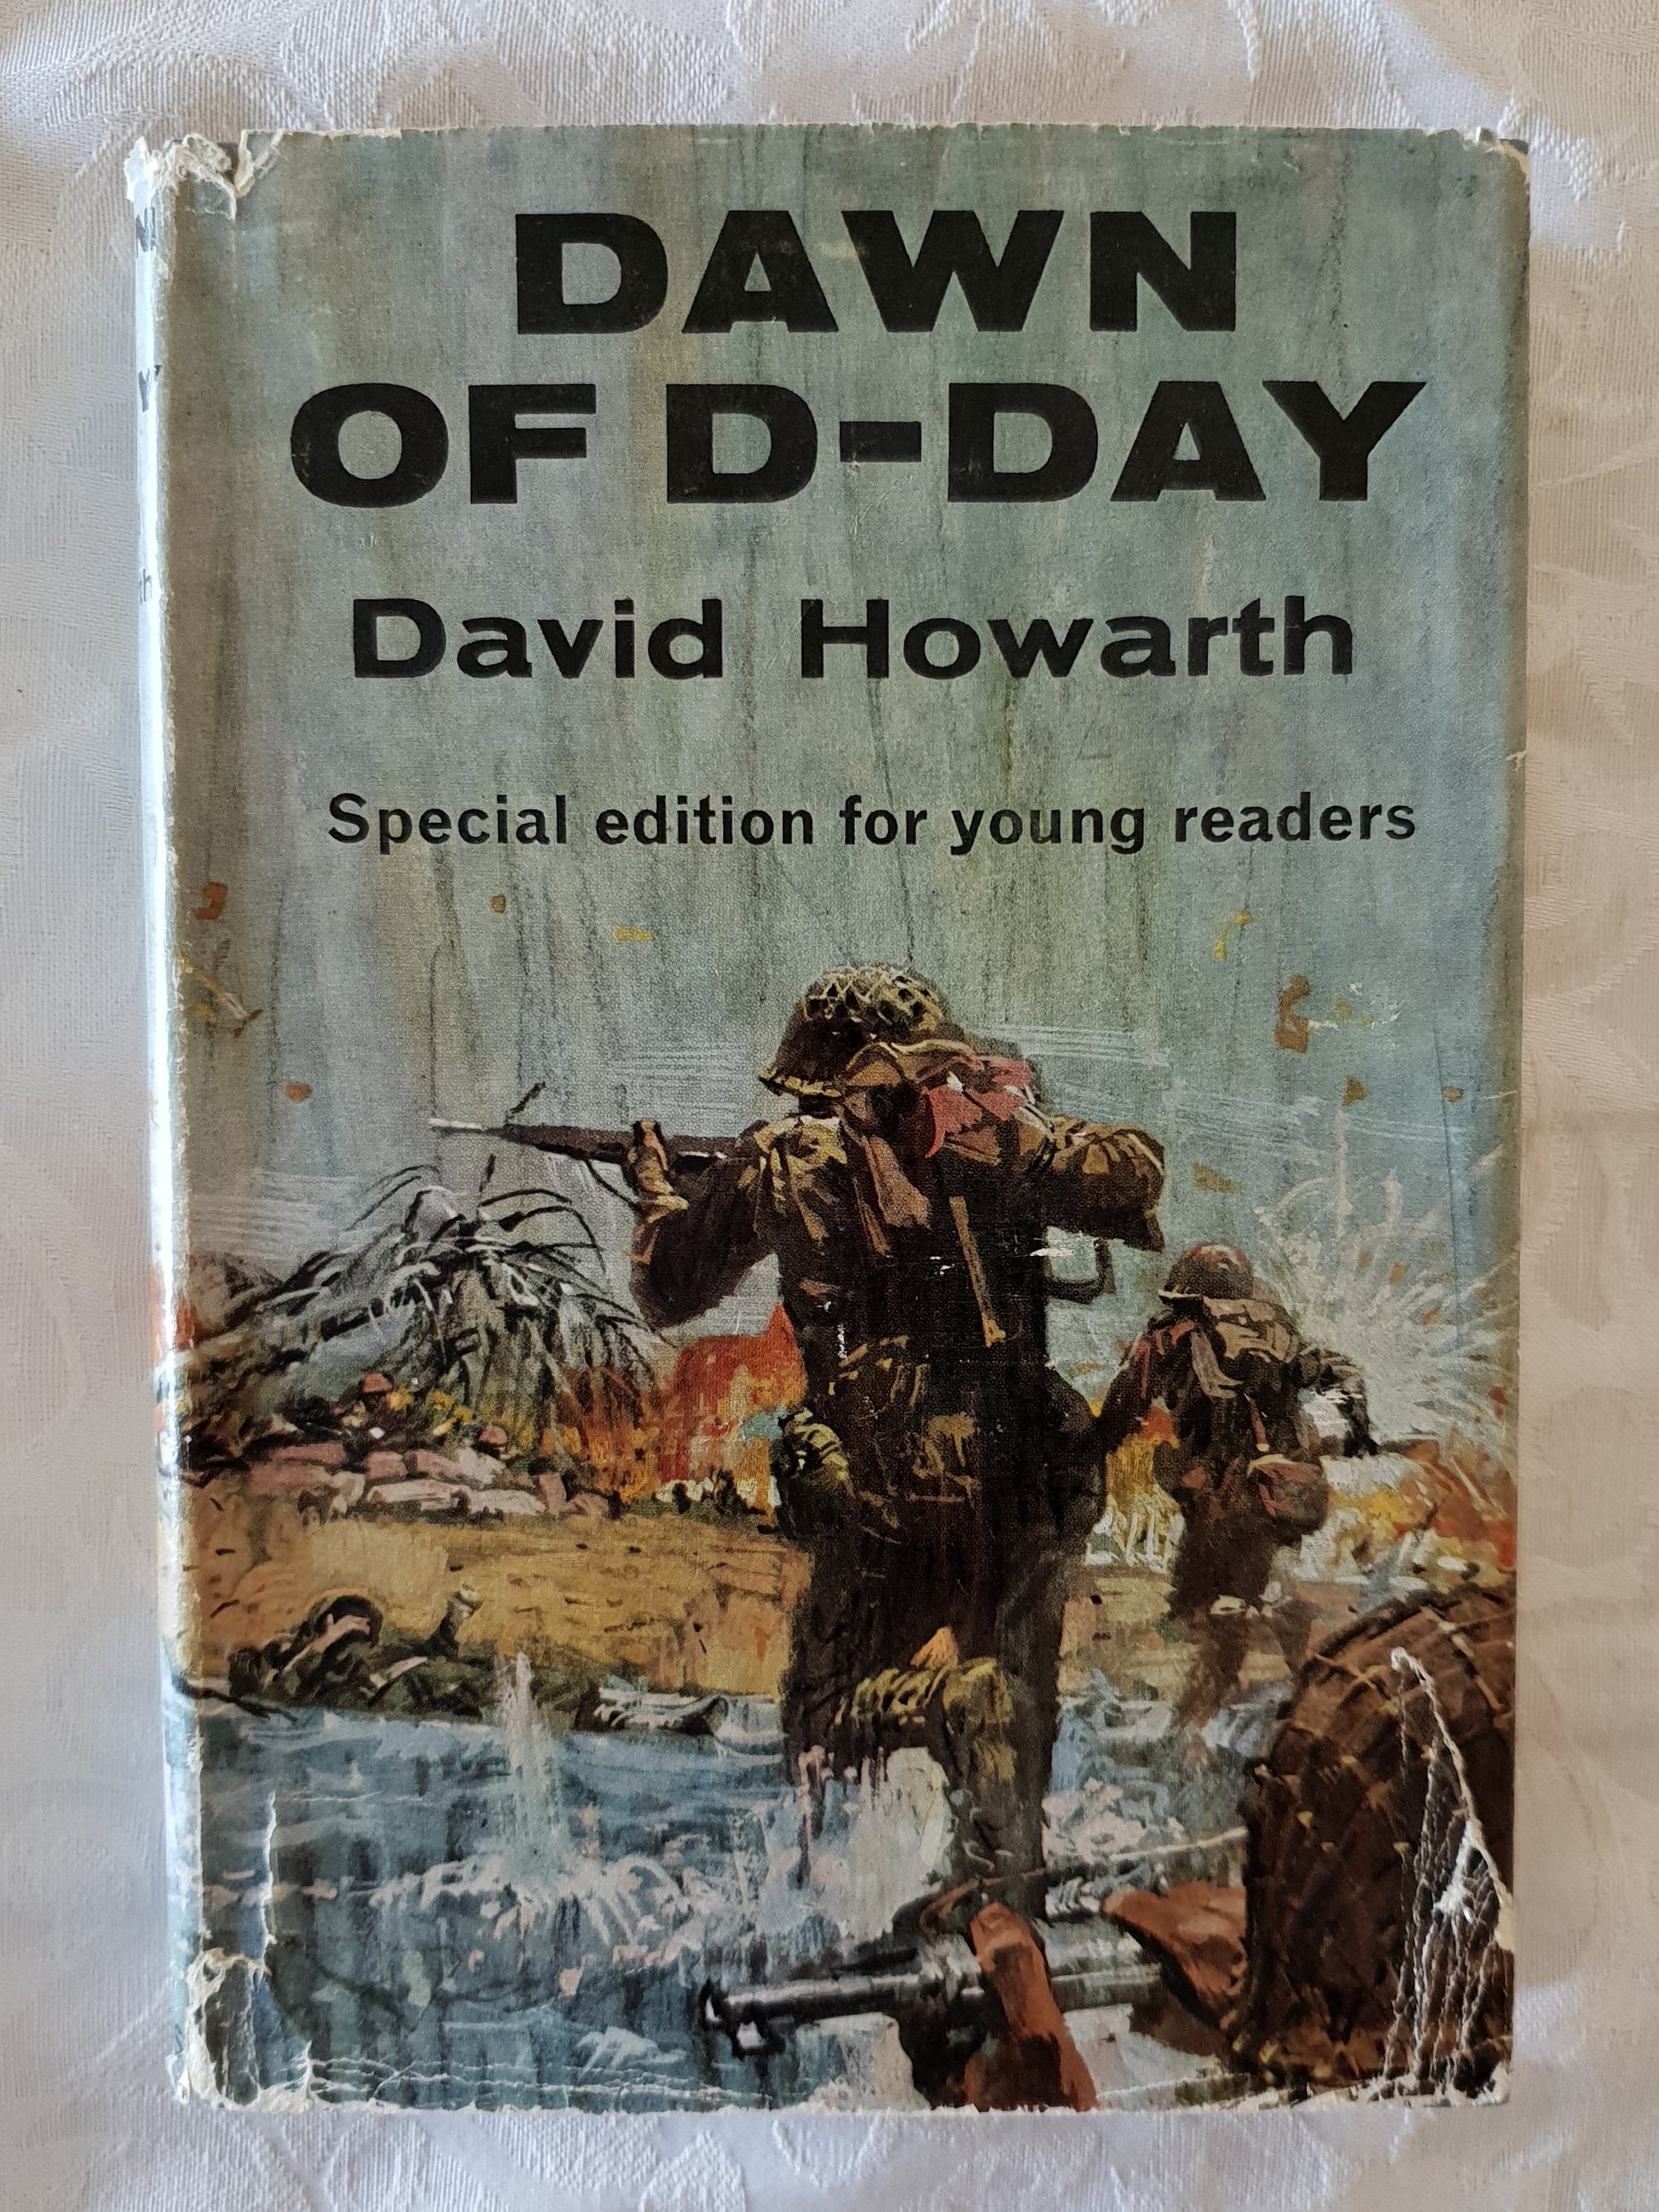 DAWN
OF D-DAY
David Howarth
Special edition for young readers